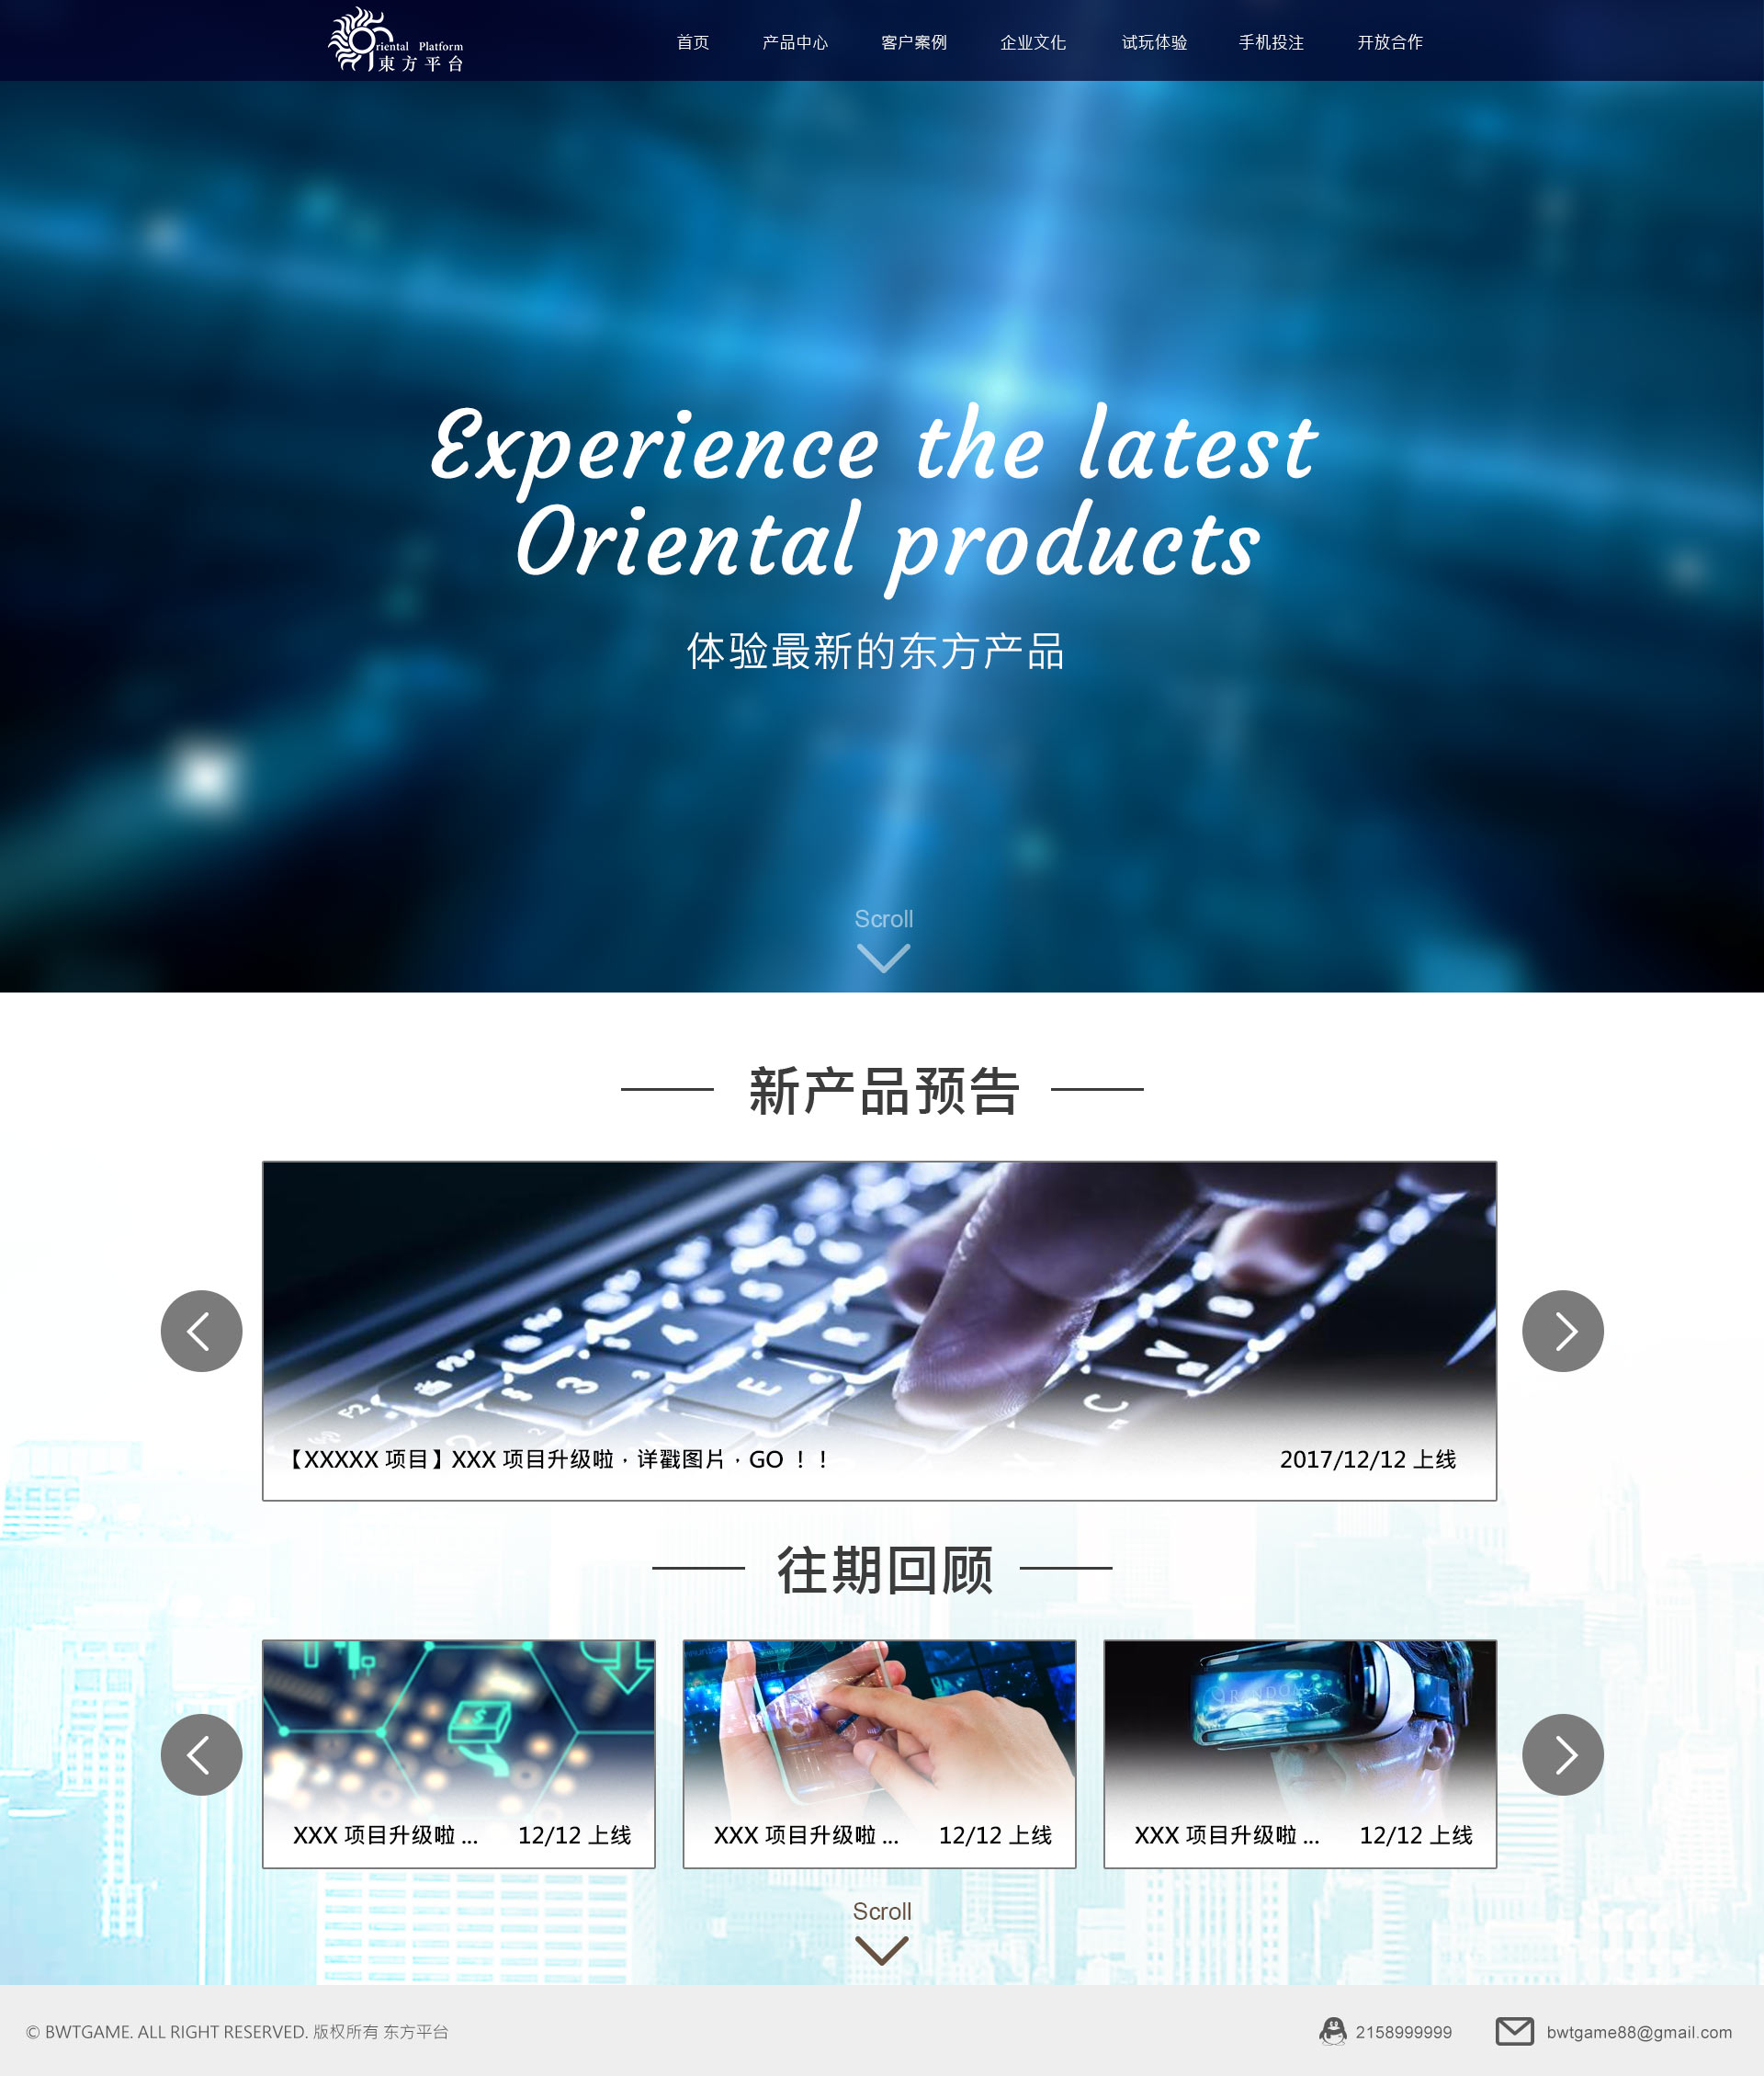 riental Platform
東方平台
首页 产品中心 客户案例 企业文化 试玩体验 手机投注 开放合作
Experience the latest
Oriental products
体验最新的东方产品
Scroll
新产品预告
【XXXXX 项目】XXX 项目升级啦，详戳图片，GO ！！ 2017/12/12 上线
往期回顾
XXX 项目升级啦 ... 12/12 上线
XXX 项目升级啦 ... 12/12 上线
XXX 项目升级啦 ... 12/12 上线
Scroll
© BWTGAME. ALL RIGHT RESERVED. 版权所有 东方平台
2158999999
bwtgame88@gmail.com